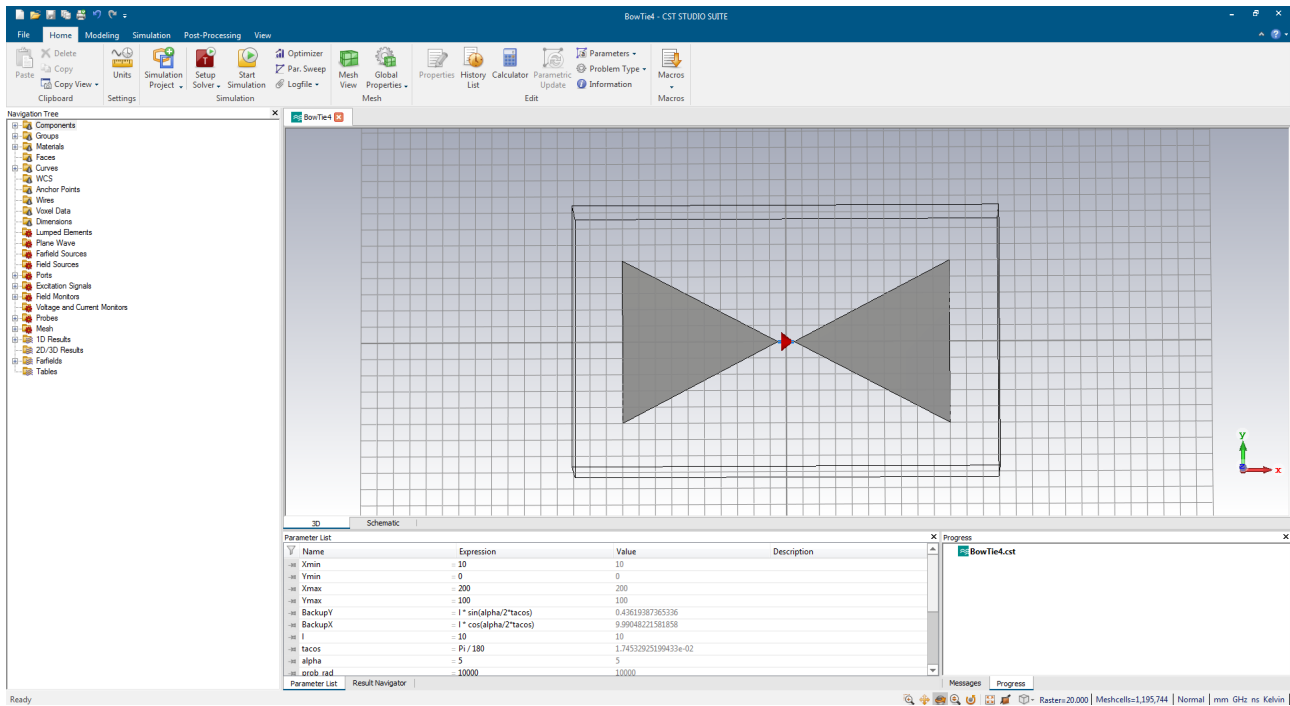 BowTie4 - CST STUDIO SUITE
File Home Modeling Simulation Post-Processing View
Paste
Delete
Copy
Copy View
Clipboard
Units
Settings
Simulation Project
Setup Solver
Start Simulation
Optimizer
Par. Sweep
Logfile
Simulation
Mesh View
Global Properties
Mesh
Properties
History List
Calculator
Parametric Update
Parameters
Problem Type
Information
Edit
Macros
Macros
Navigation Tree
Components
Groups
Materials
Faces
Curves
WCS
Anchor Points
Wires
Voxel Data
Dimensions
Lumped Elements
Plane Wave
Farfield Sources
Field Sources
Ports
Excitation Signals
Field Monitors
Voltage and Current Monitors
Probes
Mesh
1D Results
2D/3D Results
Farfields
Tables
BowTie4
y
x
3D Schematic
Parameter List
Name Expression Value Description
Xmin = 10 10
Ymin = 0 0
Xmax = 200 200
Ymax = 100 100
BackupY = l * sin(alpha/2*tacos) 0.43619387365336
BackupX = l * cos(alpha/2*tacos) 9.99048221581858
l = 10 10
tacos = Pi / 180 1.74532925199433e-02
alpha = 5 5
prob_rad = 10000 10000
Parameter List Result Navigator
Progress
BowTie4.cst
Messages Progress
Ready
Raster=20.000 Meshcells=1,195,744 Normal mm GHz ns Kelvin